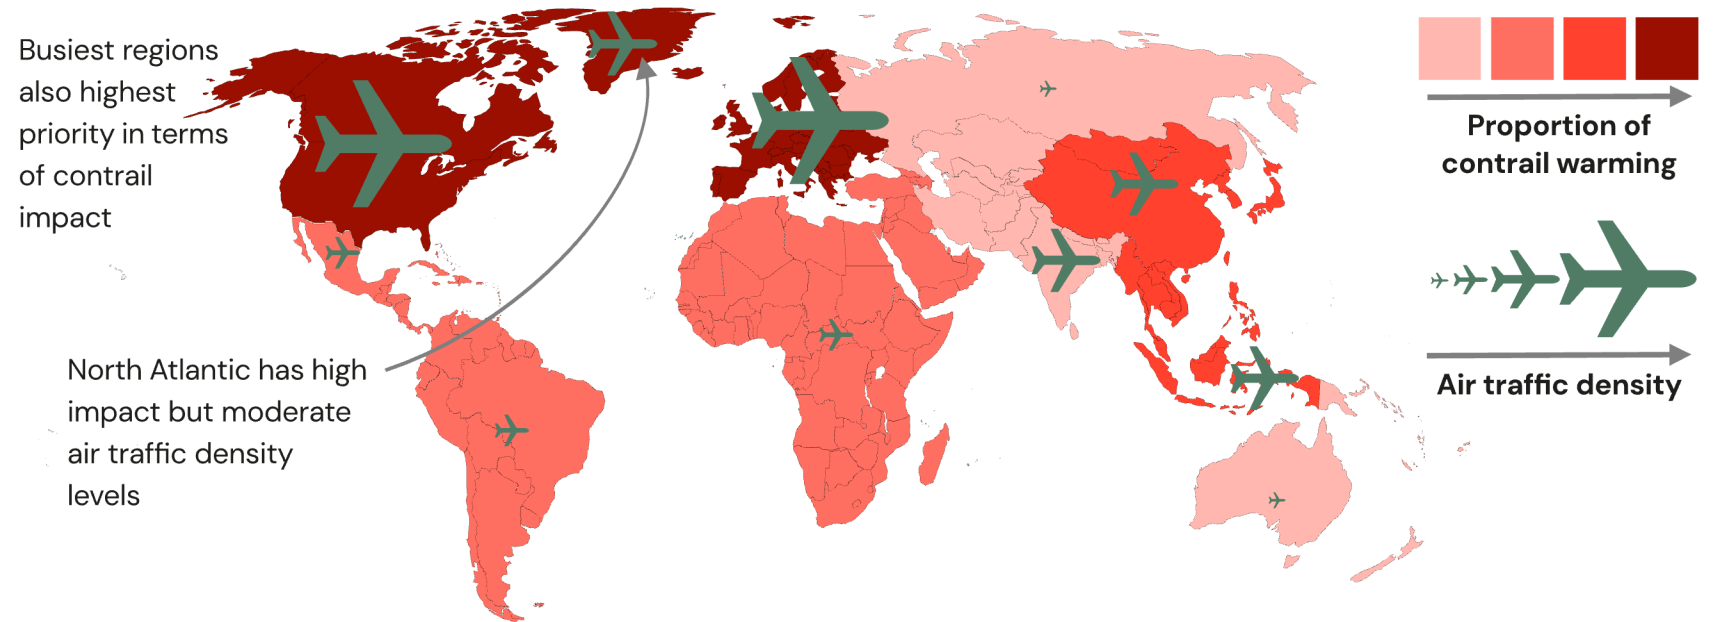 Busiest regions
also highest
priority in terms
of contrail
impact
North Atlantic has high
impact but moderate
air traffic density
levels
Proportion of
contrail warming
Air traffic density